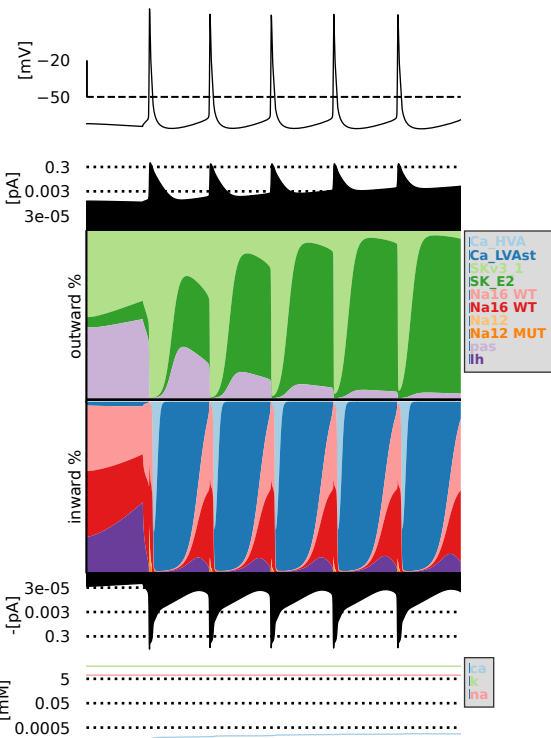 [mV]
−20
−50
[pA]
0.3
0.003
3e-05
outward %
Ca_HVA
Ca_LVAst
SKv3_1
SK_E2
Na16 WT
Na16 WT
Na12
Na12 MUT
pas
Ih
inward %
-[pA]
3e-05
0.003
0.3
[mM]
5
0.05
0.0005
ca
k
na